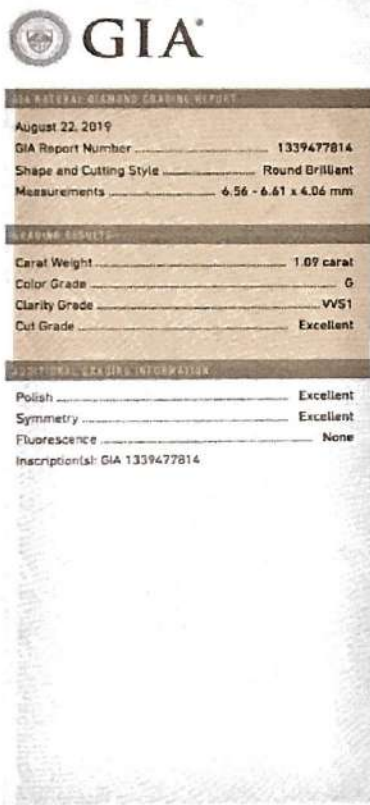 GIA
GIA NATURAL DIAMOND GRADING REPORT
August 22, 2019
GIA Report Number 1339477814
Shape and Cutting Style Round Brilliant
Measurements 6.56 - 6.61 x 4.06 mm
GRADING RESULTS
Carat Weight 1.09 carat
Color Grade G
Clarity Grade VVS1
Cut Grade Excellent
ADDITIONAL GRADING INFORMATION
Polish Excellent
Symmetry Excellent
Fluorescence None
Inscription(s): GIA 1339477814